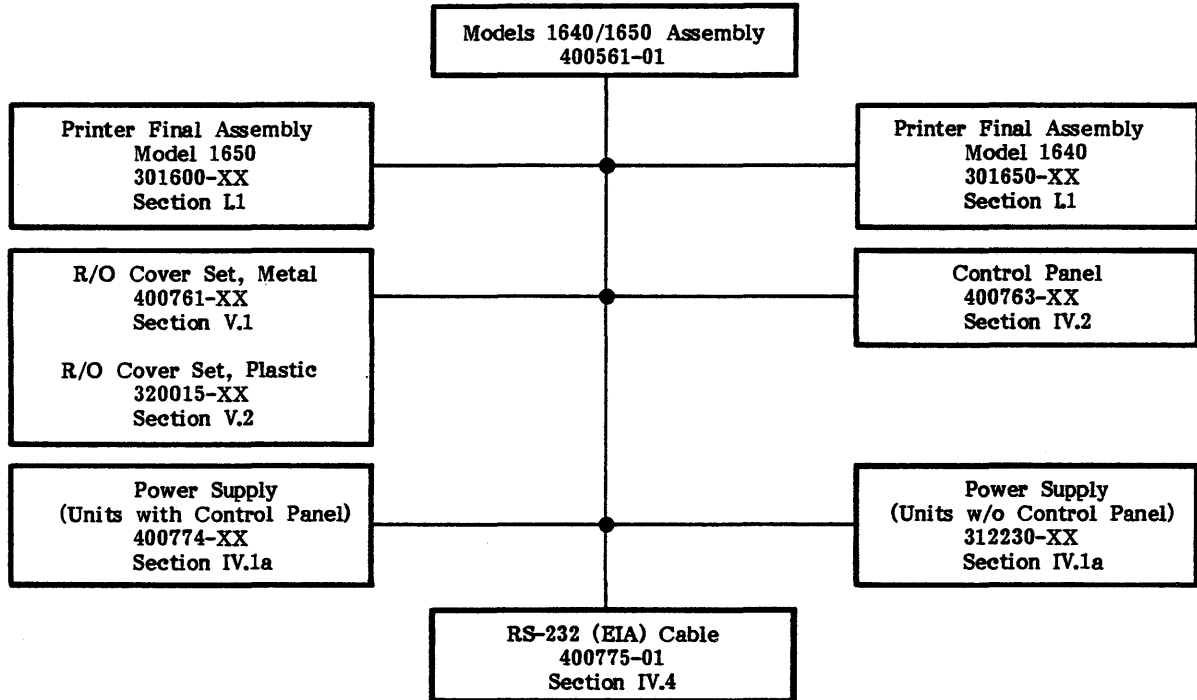 Models 1640/1650 Assembly
400561-01
Printer Final Assembly
Model 1650
301600-XX
Section I.1
Printer Final Assembly
Model 1640
301650-XX
Section I.1
R/O Cover Set, Metal
400761-XX
Section V.1
R/O Cover Set, Plastic
320015-XX
Section V.2
Control Panel
400763-XX
Section IV.2
Power Supply
(Units with Control Panel)
400774-XX
Section IV.1a
Power Supply
(Units w/o Control Panel)
312230-XX
Section IV.1a
RS-232 (EIA) Cable
400775-01
Section IV.4